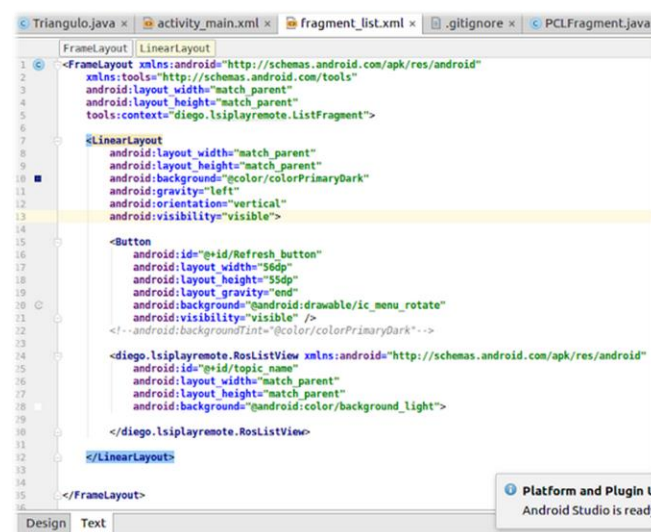 Triangulo.java × activity_main.xml × fragment_list.xml × .gitignore × PCLFragment.java
FrameLayout LinearLayout
1 <FrameLayout xmlns:android="http://schemas.android.com/apk/res/android"
2 xmlns:tools="http://schemas.android.com/tools"
3 android:layout_width="match_parent"
4 android:layout_height="match_parent"
5 tools:context="diego.lsiplayremote.ListFragment">
6
7 <LinearLayout
8 android:layout_width="match_parent"
9 android:layout_height="match_parent"
10 android:background="@color/colorPrimaryDark"
11 android:gravity="left"
12 android:orientation="vertical"
13 android:visibility="visible">
14
15 <Button
16 android:id="@+id/Refresh_button"
17 android:layout_width="56dp"
18 android:layout_height="55dp"
19 android:layout_gravity="end"
20 android:background="@android:drawable/ic_menu_rotate"
21 android:visibility="visible" />
22 <!--android:backgroundTint="@color/colorPrimaryDark"-->
23
24 <diego.lsiplayremote.RosListView xmlns:android="http://schemas.android.com/apk/res/android"
25 android:id="@+id/topic_name"
26 android:layout_width="match_parent"
27 android:layout_height="match_parent"
28 android:background="@android:color/background_light">
29
30 </diego.lsiplayremote.RosListView>
31
32 </LinearLayout>
33
34
35 </FrameLayout>
36
Platform and Plugin U
Android Studio is read
Design Text